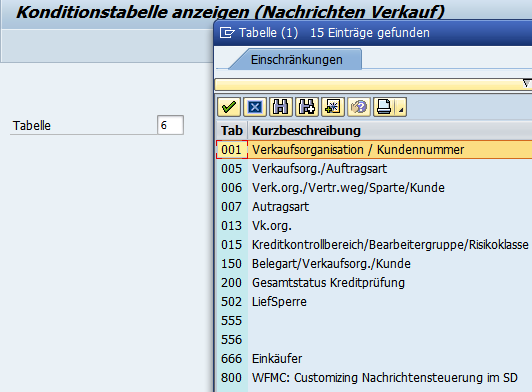 Konditionstabelle anzeigen (Nachrichten Verkauf)
Tabelle (1) 15 Einträge gefunden
Einschränkungen
Tabelle 6
Tab Kurzbeschreibung
001 Verkaufsorganisation / Kundennummer
005 Verkaufsorg./Auftragsart
006 Verk.org./Vertr.weg/Sparte/Kunde
007 Autragsart
013 Vk.org.
015 Kreditkontrollbereich/Bearbeitergruppe/Risikoklasse
150 Belegart/Verkaufsorg./Kunde
200 Gesamtstatus Kreditprüfung
502 LiefSperre
555
556
666 Einkäufer
800 WFMC: Customizing Nachrichtensteuerung im SD